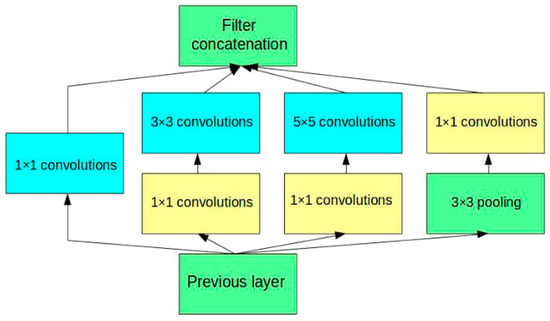 Filter
concatenation
3×3 convolutions
5×5 convolutions
1×1 convolutions
1×1 convolutions
1×1 convolutions
1×1 convolutions
3×3 pooling
Previous layer